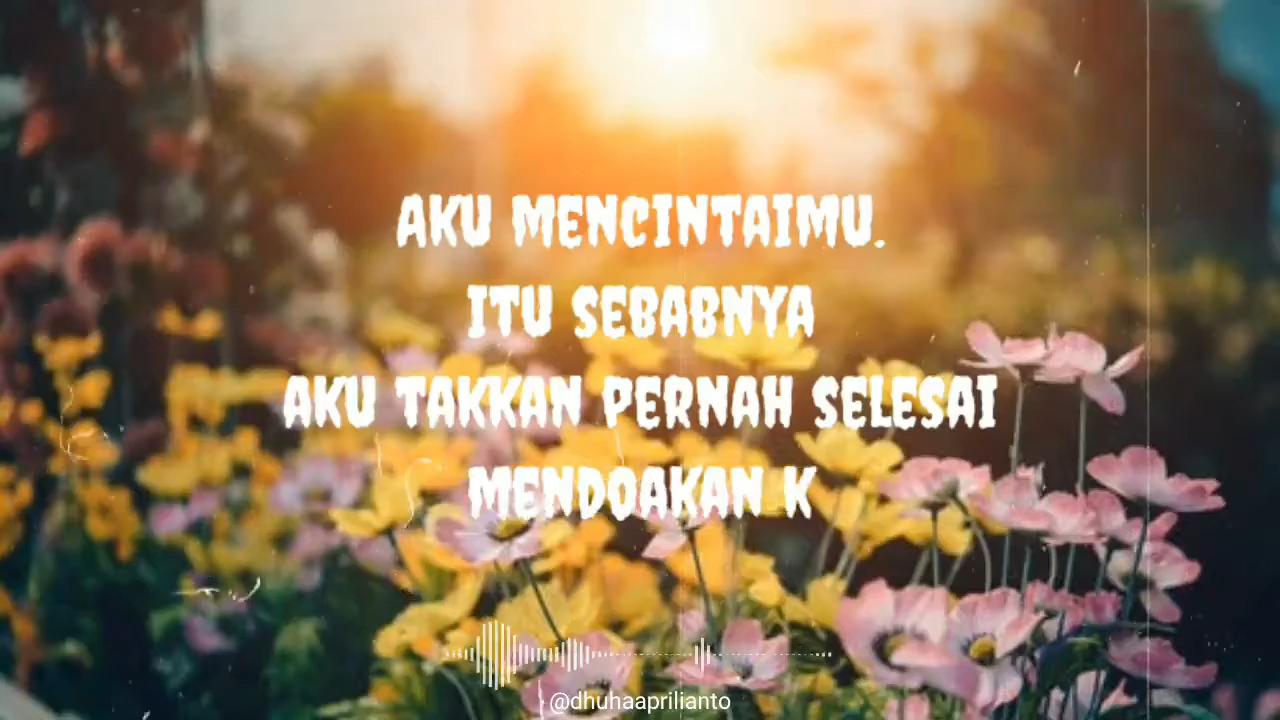 AKU MENCINTAIMU.
ITU SEBABNYA
AKU TAKKAN PERNAH SELESAI
MENDOAKAN K
@dhuhaaprilianto